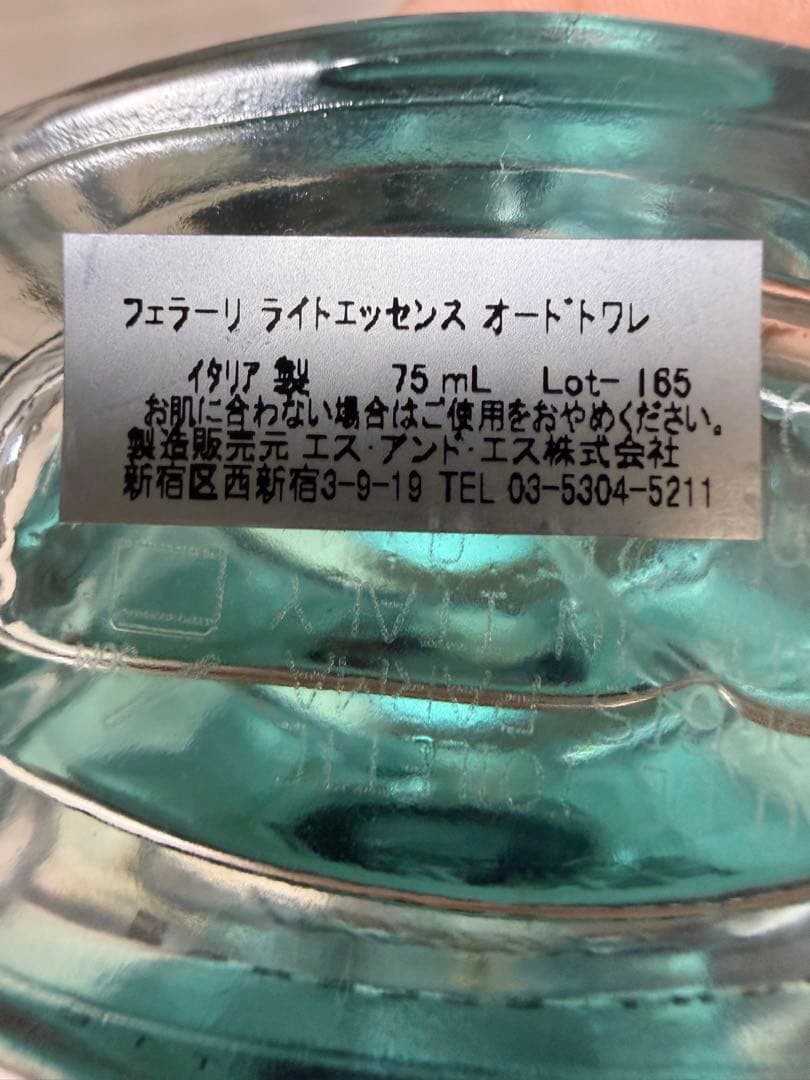 フェラーリ ライトエッセンス オードトワレ
イタリア製 75 mL Lot- 165
お肌に合わない場合はご使用をおやめください。
製造販売元 エス・アンド・エス株式会社
新宿区西新宿3-9-19 TEL 03-5304-5211